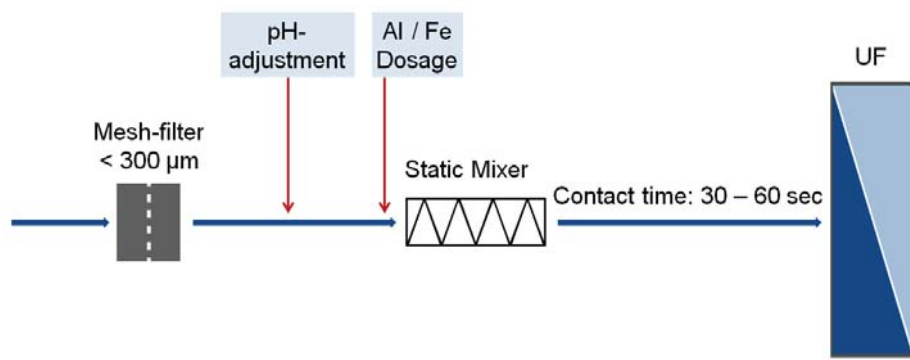 pH-
adjustment
Al / Fe
Dosage
UF
Mesh-filter
< 300 µm
Static Mixer
Contact time: 30 – 60 sec